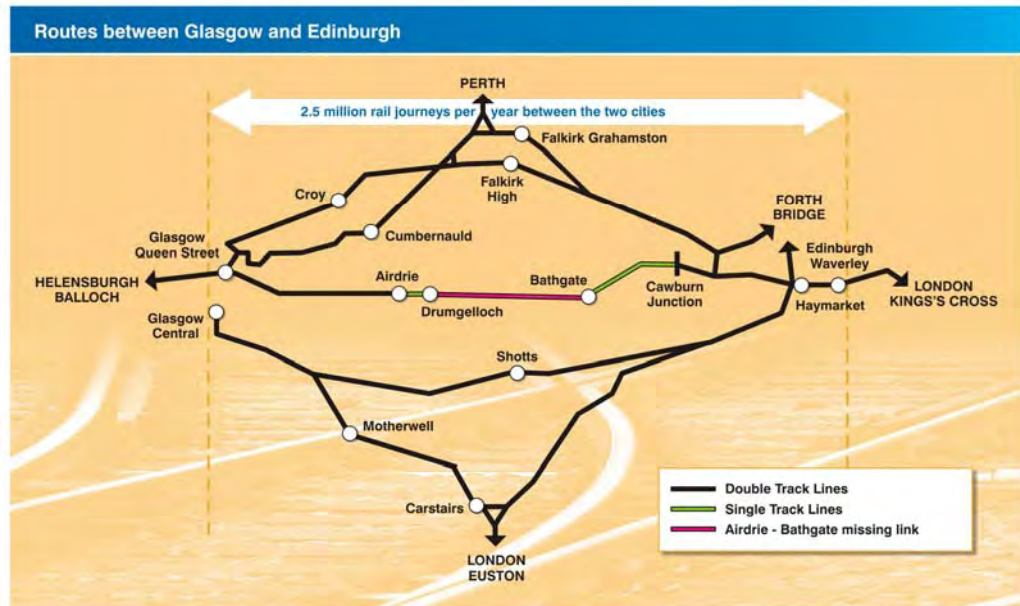 Routes between Glasgow and Edinburgh
PERTH
2.5 million rail journeys per year between the two cities
Falkirk Grahamston
Croy
Falkirk
High
FORTH
BRIDGE
Glasgow
Queen Street
Cumbernauld
Edinburgh
Waverley
HELENSBURGH
BALLOCH
Airdrie
Bathgate
Drumgelloch
Cawburn
Junction
Haymarket
LONDON
KINGS'S CROSS
Glasgow
Central
Shotts
Motherwell
Carstairs
LONDON
EUSTON
Double Track Lines
Single Track Lines
Airdrie - Bathgate missing link